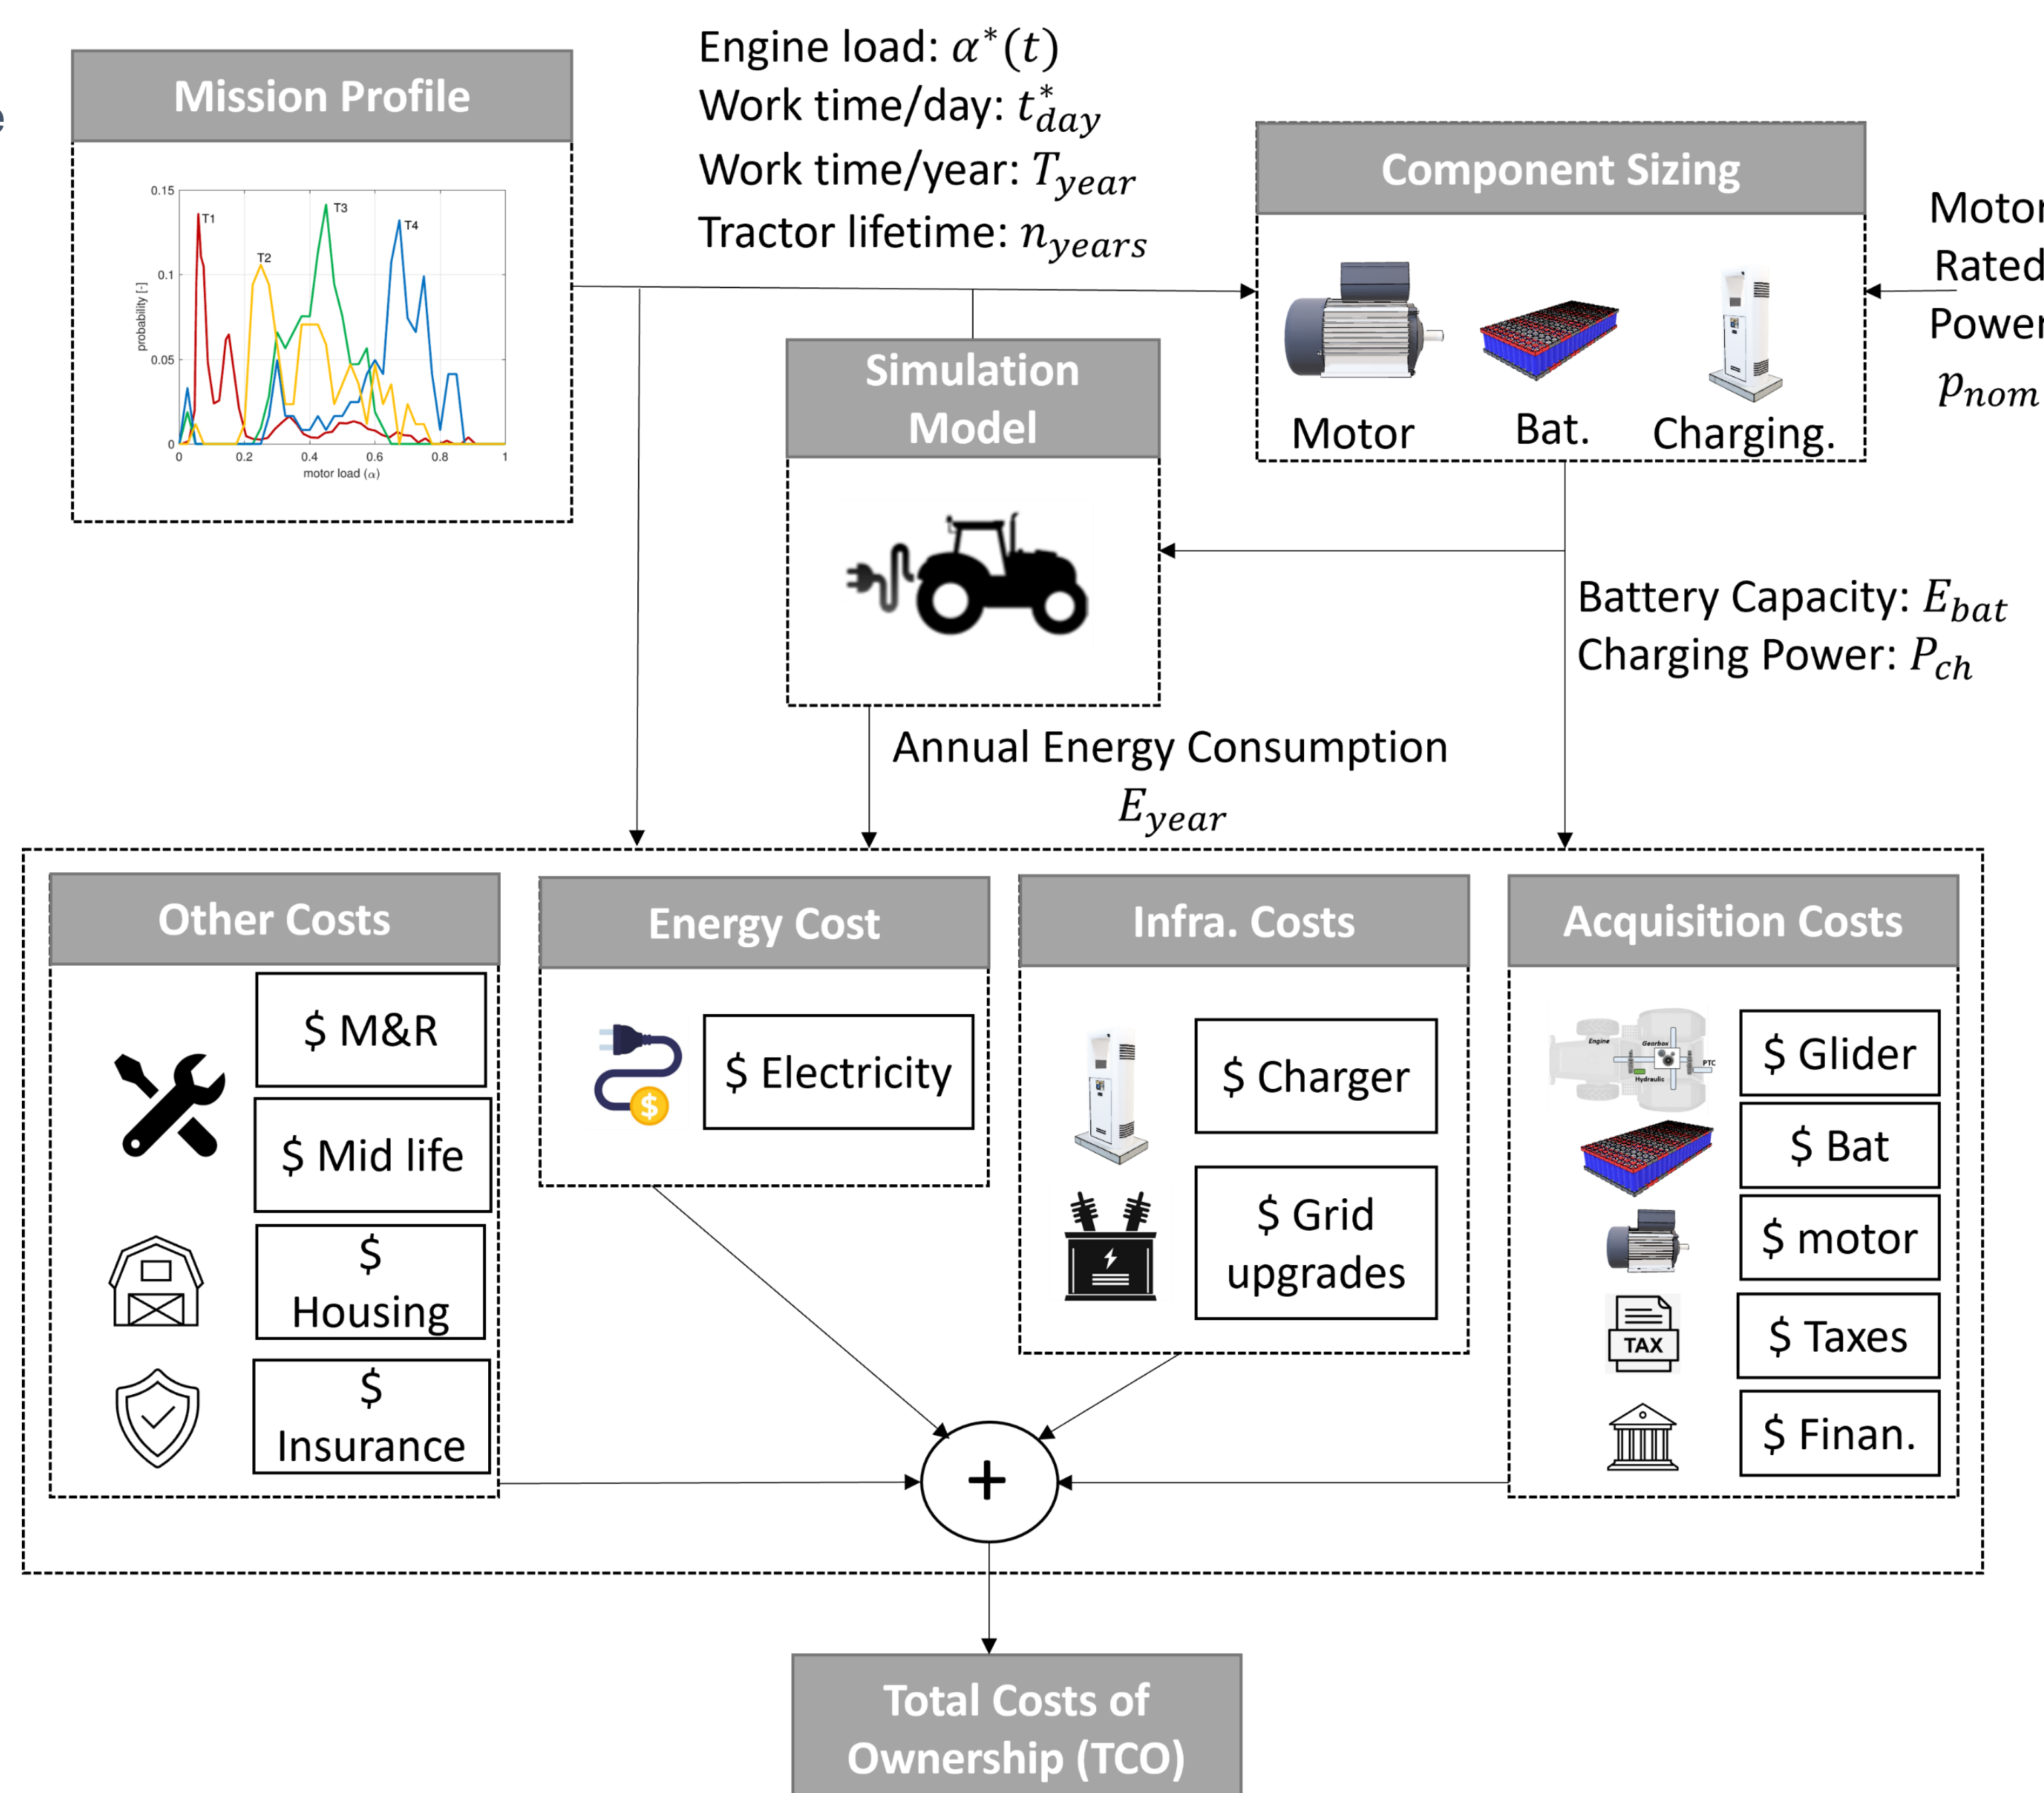 e
Mission Profile
0.15
0.1
0.05
0
probability [-]
T1
T2
T3
T4
0
0.2
0.4
0.6
0.8
1
motor load (α)
Engine load: α*(t)
Work time/day: t*day
Work time/year: Tyear
Tractor lifetime: nyears
Component Sizing
Motor
Bat.
Charging.
Motor
Rated
Power
pnom
Simulation
Model
Battery Capacity: Ebat
Charging Power: Pch
Annual Energy Consumption
Eyear
Other Costs
$ M&R
$ Mid life
$
Housing
$
Insurance
Energy Cost
$
$ Electricity
Infra. Costs
$ Charger
$ Grid
upgrades
Acquisition Costs
Engine
Gearbox
PTC
Hydraulic
$ Glider
$ Bat
$ motor
TAX
$ Taxes
$ Finan.
+
Total Costs of
Ownership (TCO)